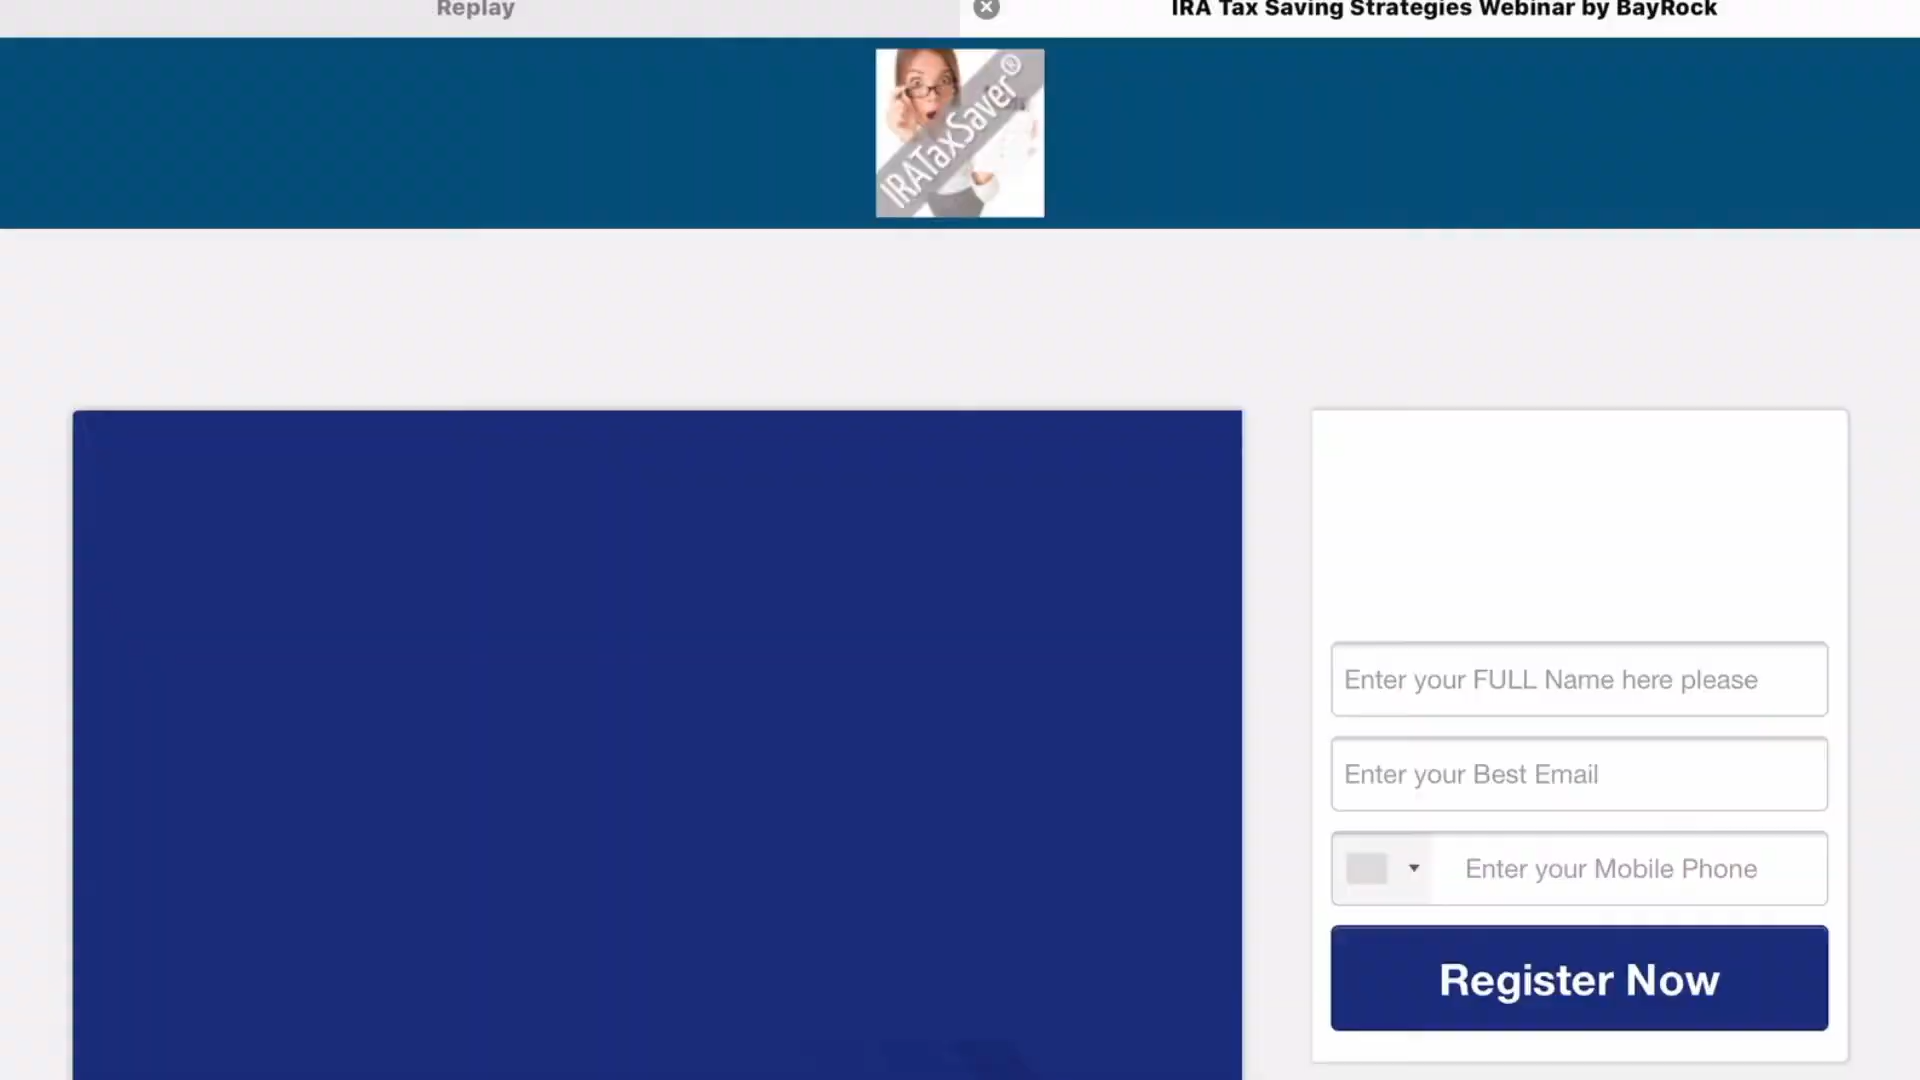 Replay
IRA Tax Saving Strategies Webinar by BayRock
IRATaxSaver®
Enter your FULL Name here please
Enter your Best Email
Enter your Mobile Phone
Register Now